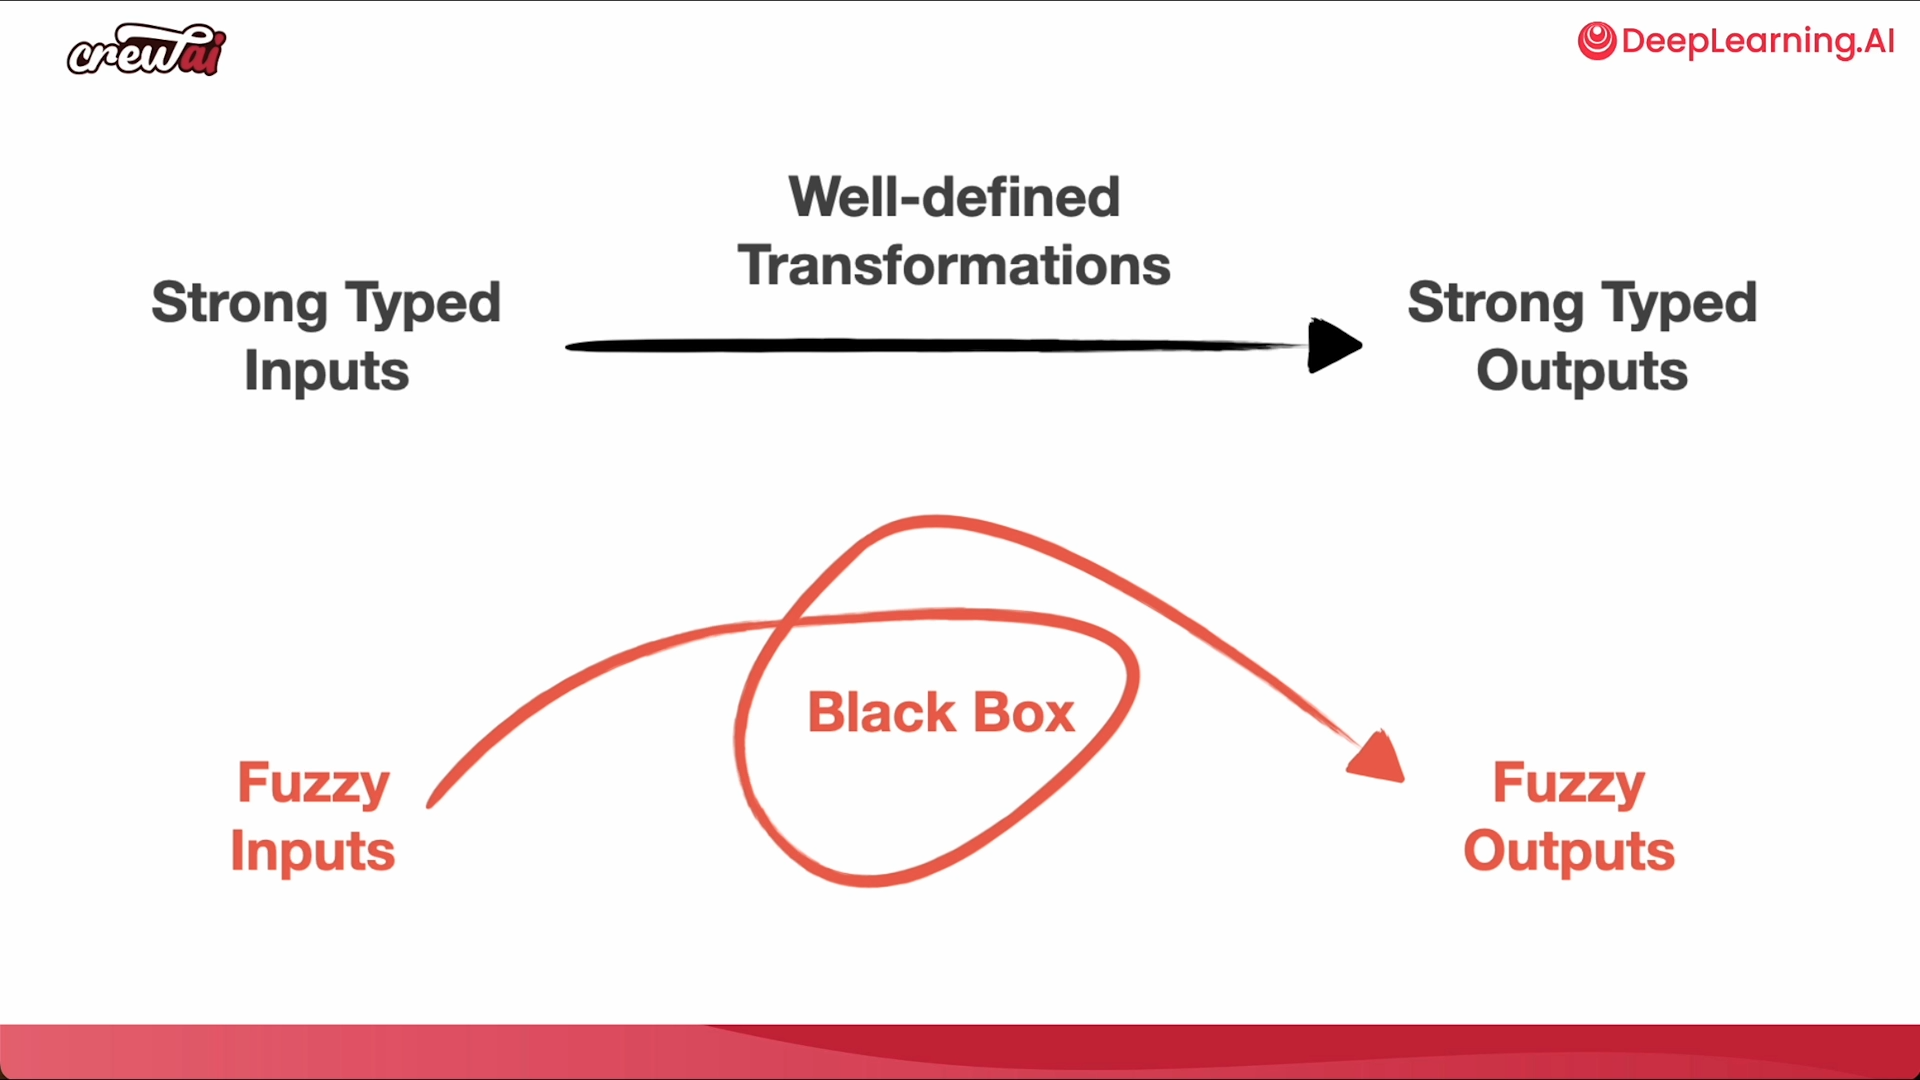 crewai
DeepLearning.AI
Well-defined
Transformations
Strong Typed
Inputs
Strong Typed
Outputs
Black Box
Fuzzy
Inputs
Fuzzy
Outputs